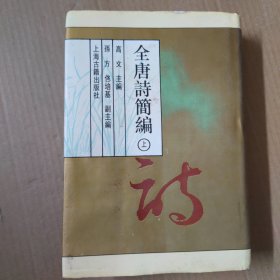 全唐詩簡編
上
高文 主編
孫方 佟培基 副主編
上海古籍出版社
詩